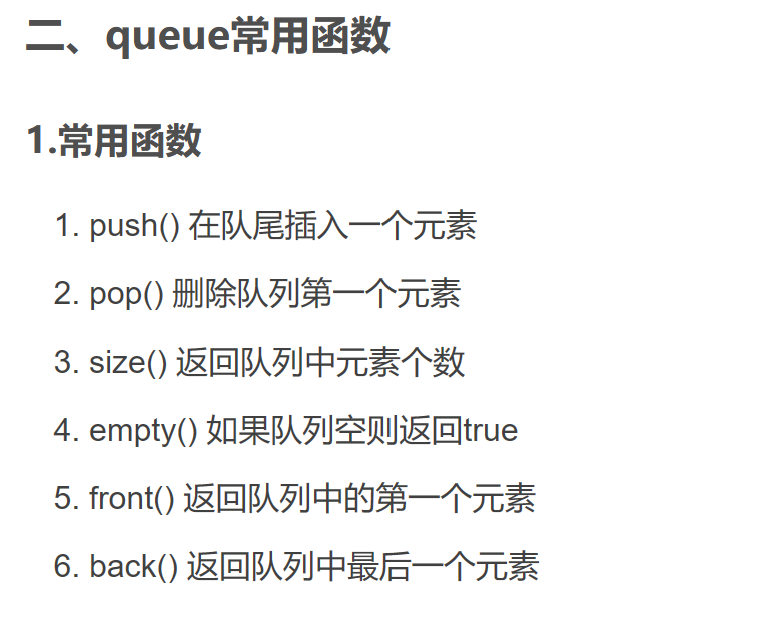 二、queue常用函数
1.常用函数
1. push() 在队尾插入一个元素
2. pop() 删除队列第一个元素
3. size() 返回队列中元素个数
4. empty() 如果队列空则返回true
5. front() 返回队列中的第一个元素
6. back() 返回队列中最后一个元素